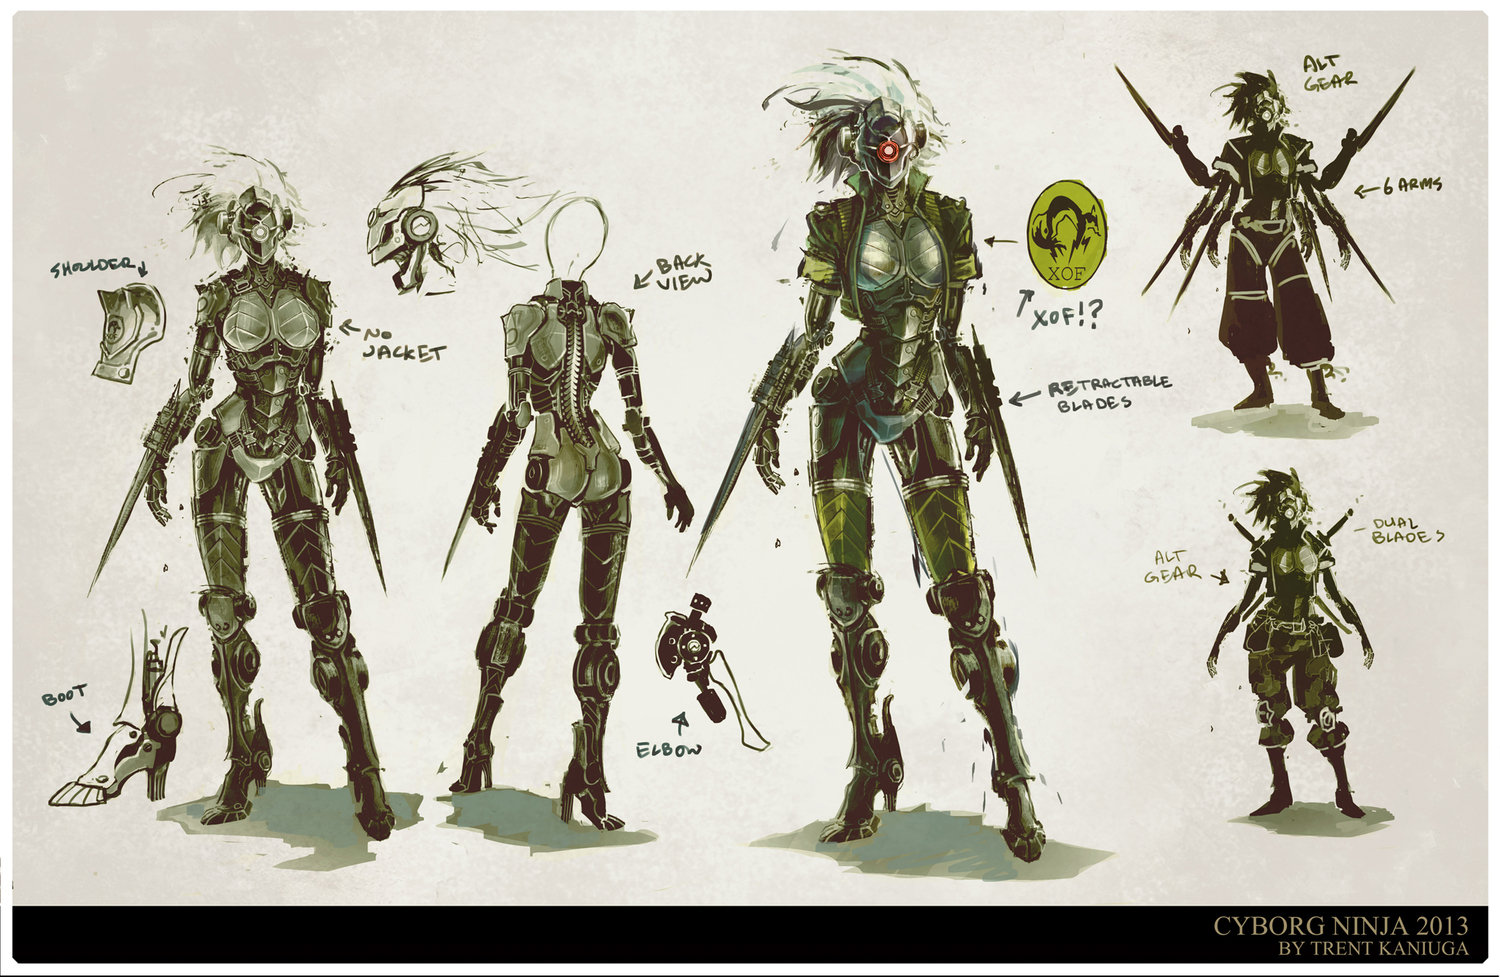 ALT
GEAR
6 ARMS
SHOULDER
BACK
VIEW
NO
JACKET
XOF
XOF!?
RETRACTABLE
BLADES
DUAL
BLADES
ALT
GEAR
BOOT
ELBOW
CYBORG NINJA 2013
BY TRENT KANIUGA